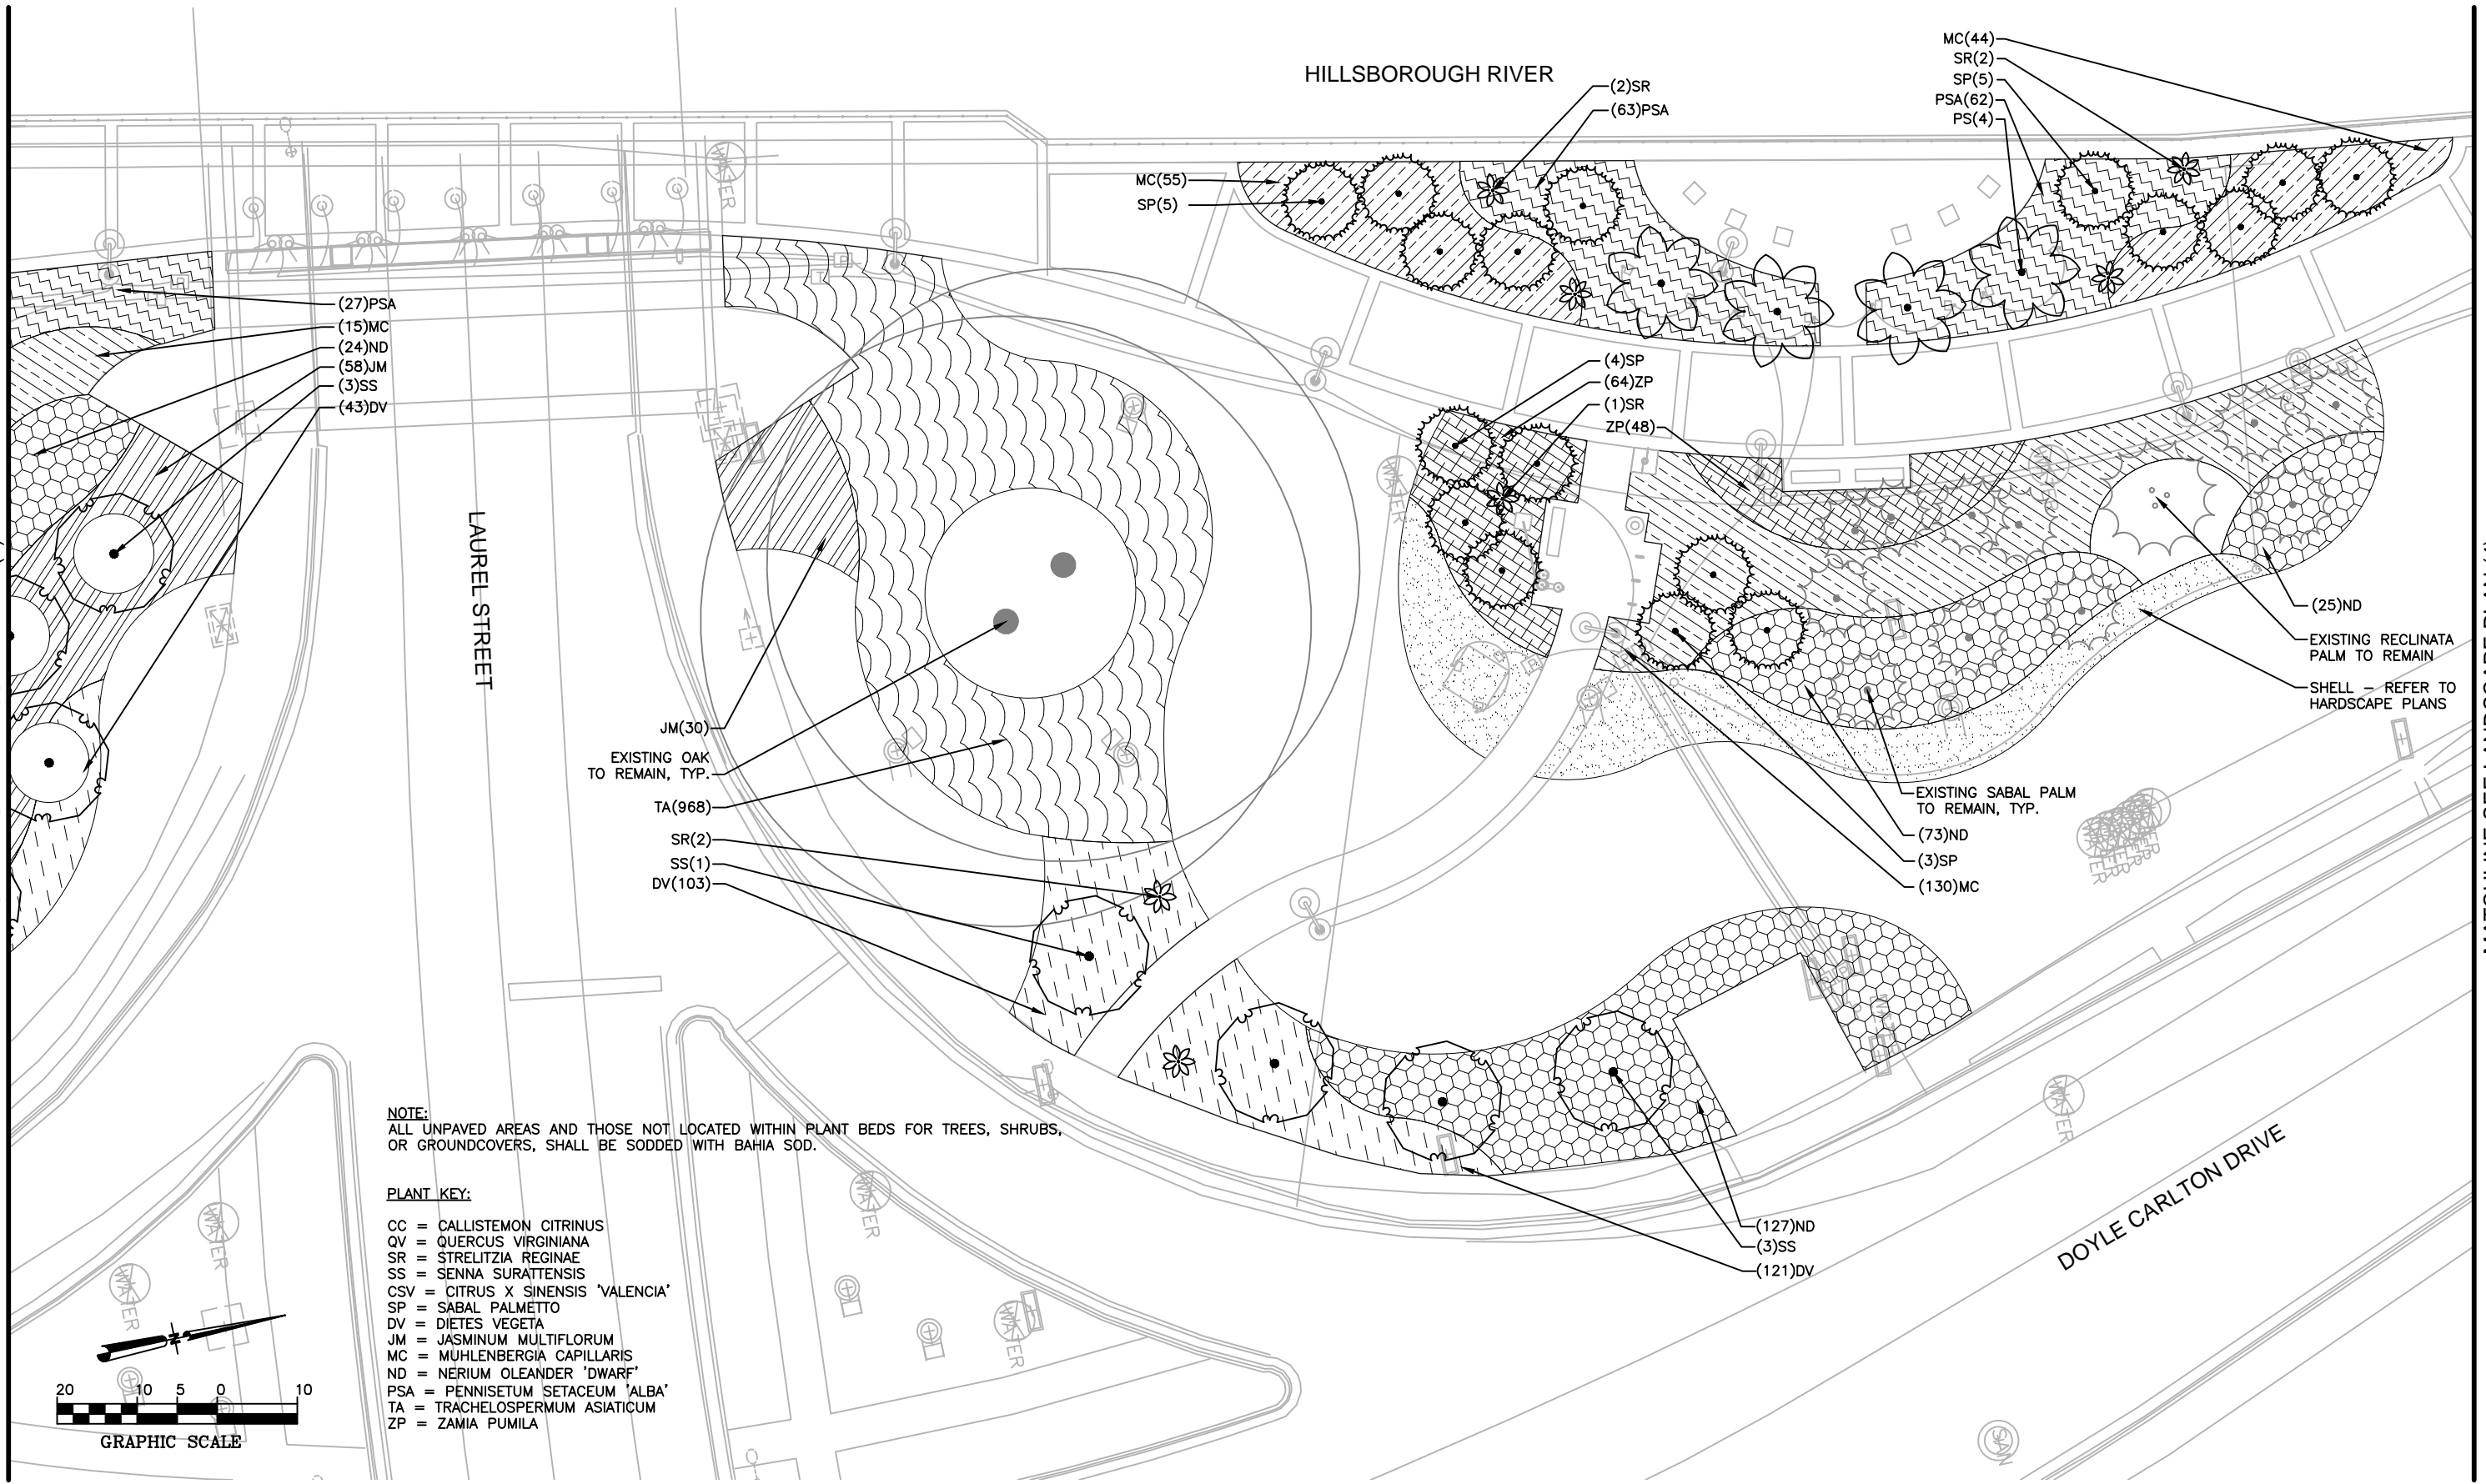 HILLSBOROUGH RIVER
MC(44)
SR(2)
SP(5)
PSA(62)
PS(4)
(2)SR
(63)PSA
MC(55)
SP(5)
WATER
(27)PSA
(15)MC
(24)ND
(58)JM
(3)SS
(43)DV
(4)SP
(64)ZP
(1)SR
ZP(48)
WATER
LAUREL STREET
(25)ND
EXISTING RECLINATA
PALM TO REMAIN
SHELL – REFER TO
HARDSCAPE PLANS
JM(30)
EXISTING OAK
TO REMAIN, TYP.
TA(968)
SR(2)
SS(1)
DV(103)
EXISTING SABAL PALM
TO REMAIN, TYP.
(73)ND
(3)SP
(130)MC
WATER
NOTE:
ALL UNPAVED AREAS AND THOSE NOT LOCATED WITHIN PLANT BEDS FOR TREES, SHRUBS,
OR GROUNDCOVERS, SHALL BE SODDED WITH BAHIA SOD.
(127)ND
(3)SS
(121)DV
DOYLE CARLTON DRIVE
WATER
WATER
WATER
WATER
PLANT KEY:
CC = CALLISTEMON CITRINUS
QV = QUERCUS VIRGINIANA
SR = STRELITZIA REGINAE
SS = SENNA SURATTENSIS
CSV = CITRUS X SINENSIS 'VALENCIA'
SP = SABAL PALMETTO
DV = DIETES VEGETA
JM = JASMINUM MULTIFLORUM
MC = MUHLENBERGIA CAPILLARIS
ND = NERIUM OLEANDER 'DWARF'
PSA = PENNISETUM SETACEUM 'ALBA'
TA = TRACHELOSPERMUM ASIATICUM
ZP = ZAMIA PUMILA
N
20 10 5 0 10
GRAPHIC SCALE
SAN